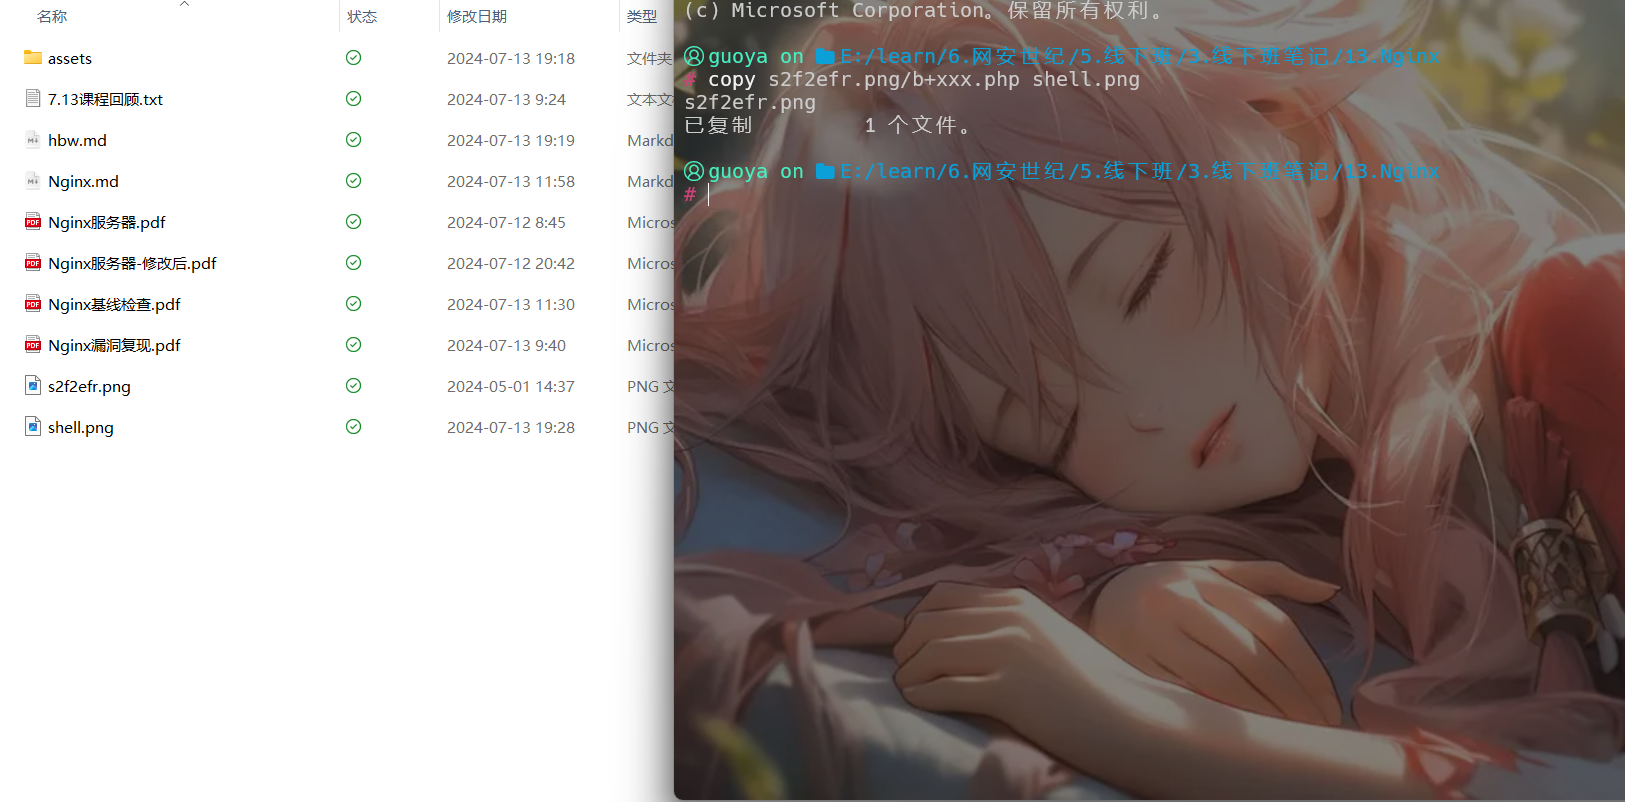 名称 状态 修改日期 类型
assets 2024-07-13 19:18 文件夹
7.13课程回顾.txt 2024-07-13 9:24 文本文
hbw.md 2024-07-13 19:19 Markd
Nginx.md 2024-07-13 11:58 Markd
Nginx服务器.pdf 2024-07-12 8:45 Micros
Nginx服务器-修改后.pdf 2024-07-12 20:42 Micros
Nginx基线检查.pdf 2024-07-13 11:30 Micros
Nginx漏洞复现.pdf 2024-07-13 9:40 Micros
s2f2efr.png 2024-05-01 14:37 PNG 文
shell.png 2024-07-13 19:28 PNG 文
(c) Microsoft Corporation。保留所有权利。
guoya on E:/learn/6.网安世纪/5.线下班/3.线下班笔记/13.Nginx
# copy s2f2efr.png/b+xxx.php shell.png
s2f2efr.png
已复制 1 个文件。
guoya on E:/learn/6.网安世纪/5.线下班/3.线下班笔记/13.Nginx
#